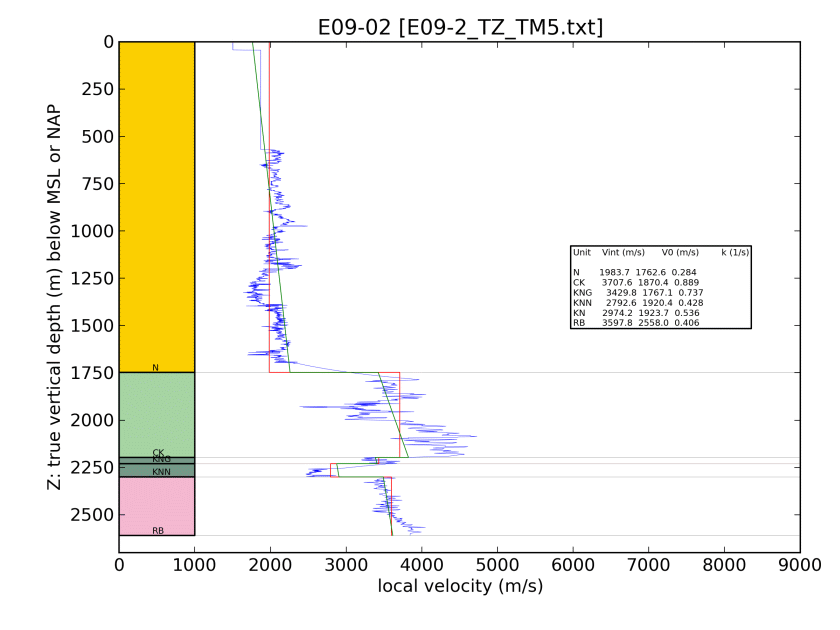 E09-02 [E09-2_TZ_TM5.txt]
0
250
500
750
1000
1250
1500
1750
2000
2250
2500
Z: true vertical depth (m) below MSL or NAP
N
CK
KNG
KNN
RB
Unit Vint (m/s) V0 (m/s) k (1/s)
N 1983.7 1762.6 0.284
CK 3707.6 1870.4 0.889
KNG 3429.8 1767.1 0.737
KNN 2792.6 1920.4 0.428
KN 2974.2 1923.7 0.536
RB 3597.8 2558.0 0.406
0 1000 2000 3000 4000 5000 6000 7000 8000 9000
local velocity (m/s)